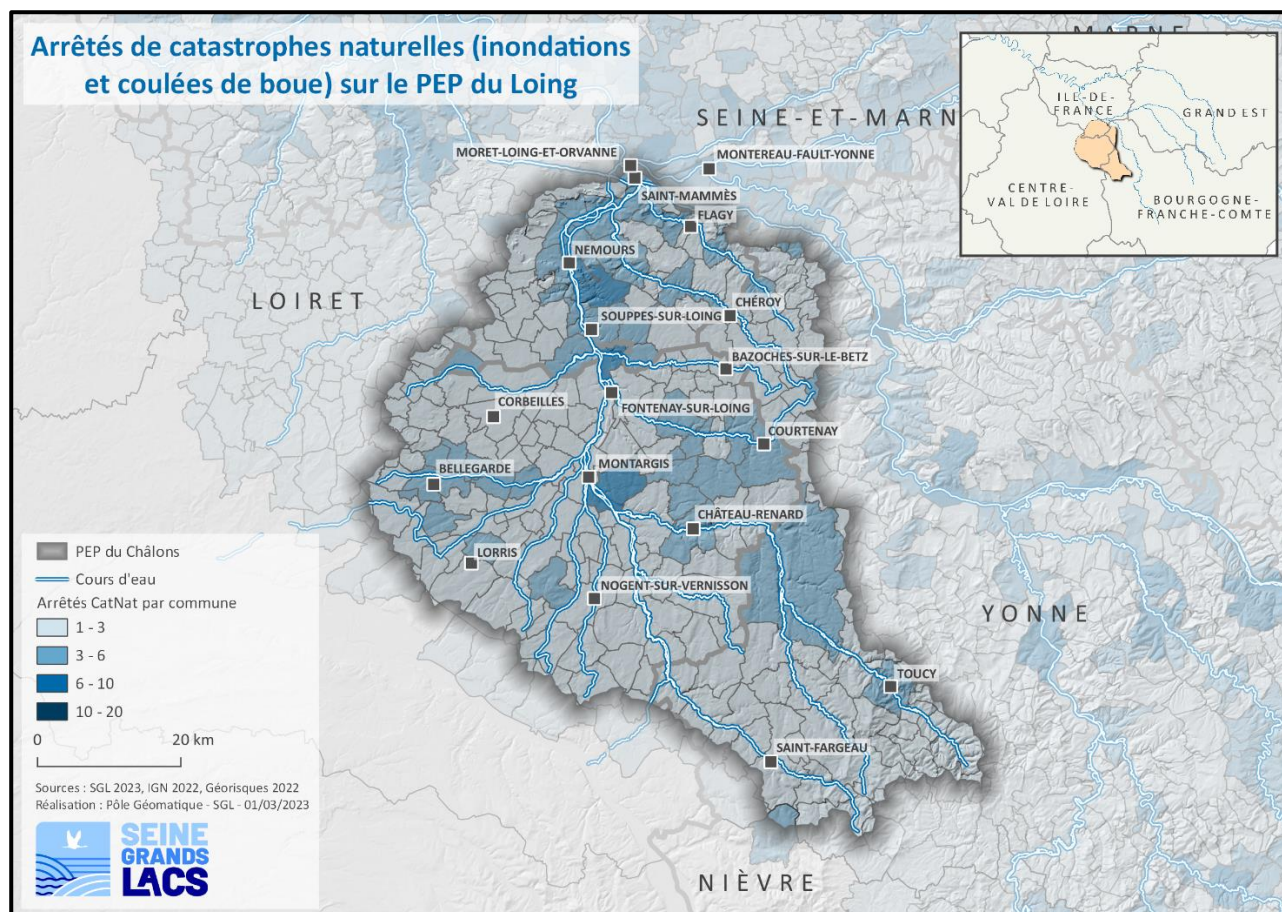 Arrêtés de catastrophes naturelles (inondations
et coulées de boue) sur le PEP du Loing
MARNE
ILE-DE-
FRANCE
GRAND EST
CENTRE-
VAL DE LOIRE
BOURGOGNE-
FRANCHE-COMTE
SEINE-ET-MARN
MORET-LOING-ET-ORVANNE
MONTEREAU-FAULT-YONNE
SAINT-MAMMÈS
FLAGY
NEMOURS
LOIRET
CHÉROY
SOUPPES-SUR-LOING
BAZOCHES-SUR-LE-BETZ
CORBEILLES
FONTENAY-SUR-LOING
COURTENAY
BELLEGARDE
MONTARGIS
CHÂTEAU-RENARD
LORRIS
NOGENT-SUR-VERNISSON
YONNE
TOUCY
SAINT-FARGEAU
NIÈVRE
PEP du Châlons
Cours d'eau
Arrêtés CatNat par commune
1 - 3
3 - 6
6 - 10
10 - 20
0 20 km
Sources : SGL 2023, IGN 2022, Géorisques 2022
Réalisation : Pôle Géomatique - SGL - 01/03/2023
SEINE
GRANDS
LACS